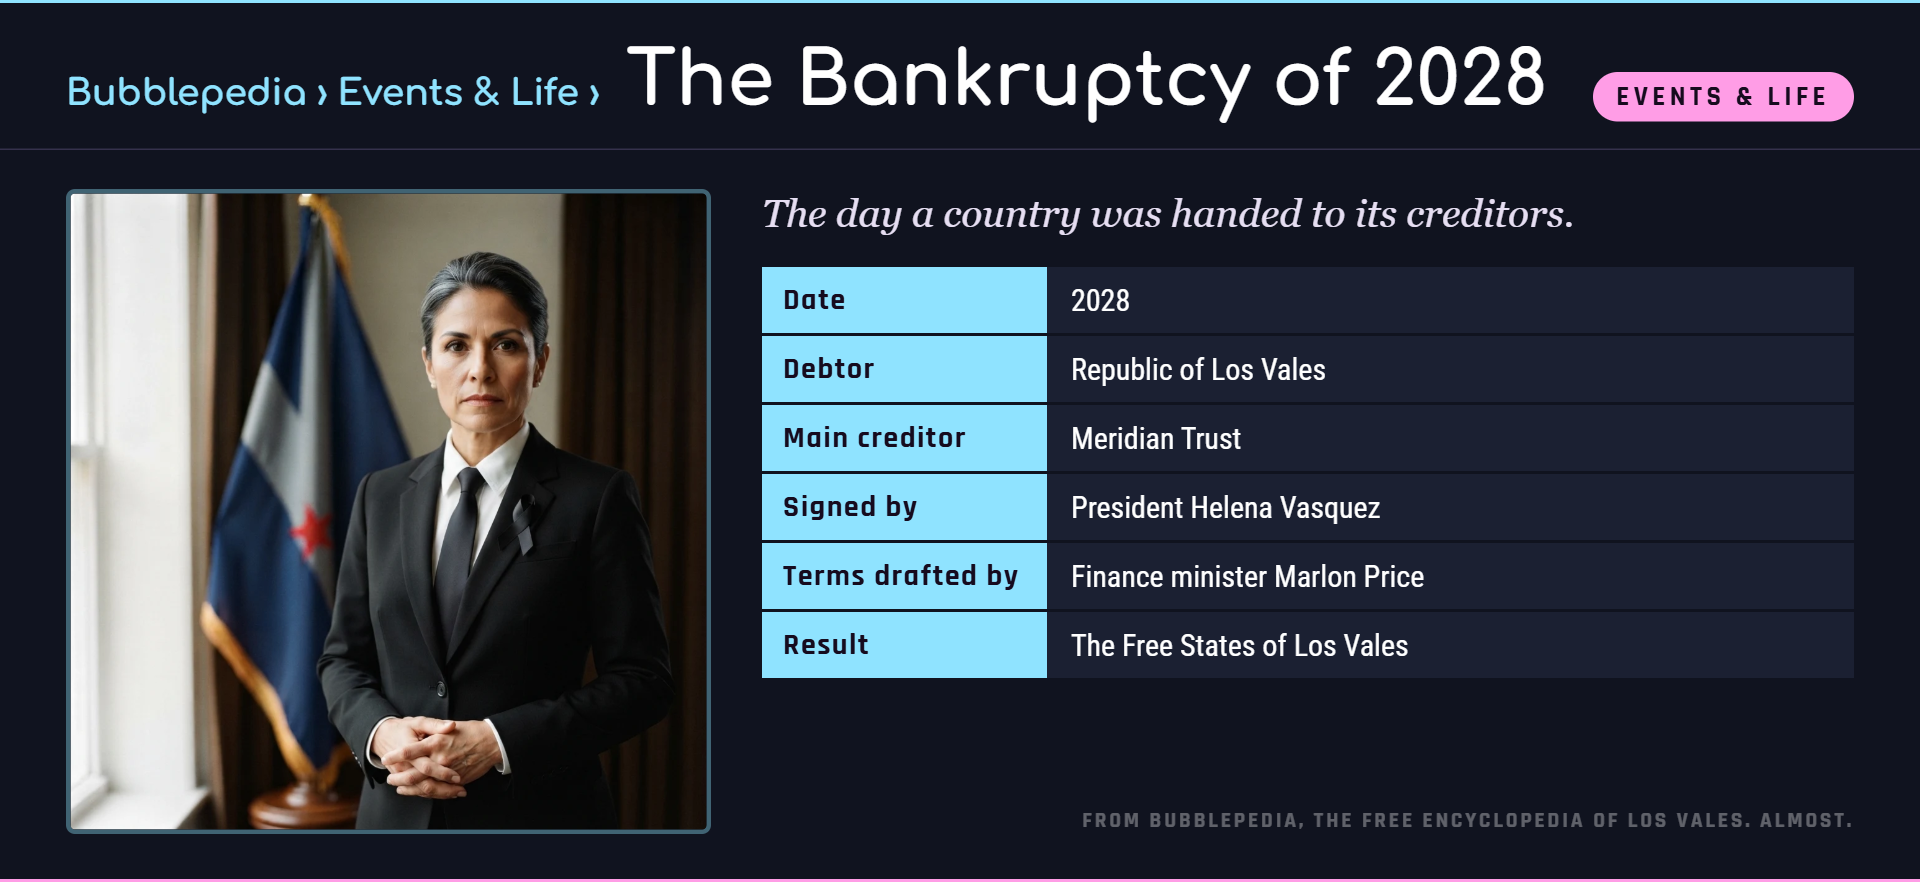 Bubblepedia › Events & Life › The Bankruptcy of 2028
EVENTS & LIFE
The day a country was handed to its creditors.
Date 2028
Debtor Republic of Los Vales
Main creditor Meridian Trust
Signed by President Helena Vasquez
Terms drafted by Finance minister Marlon Price
Result The Free States of Los Vales
FROM BUBBLEPEDIA, THE FREE ENCYCLOPEDIA OF LOS VALES. ALMOST.